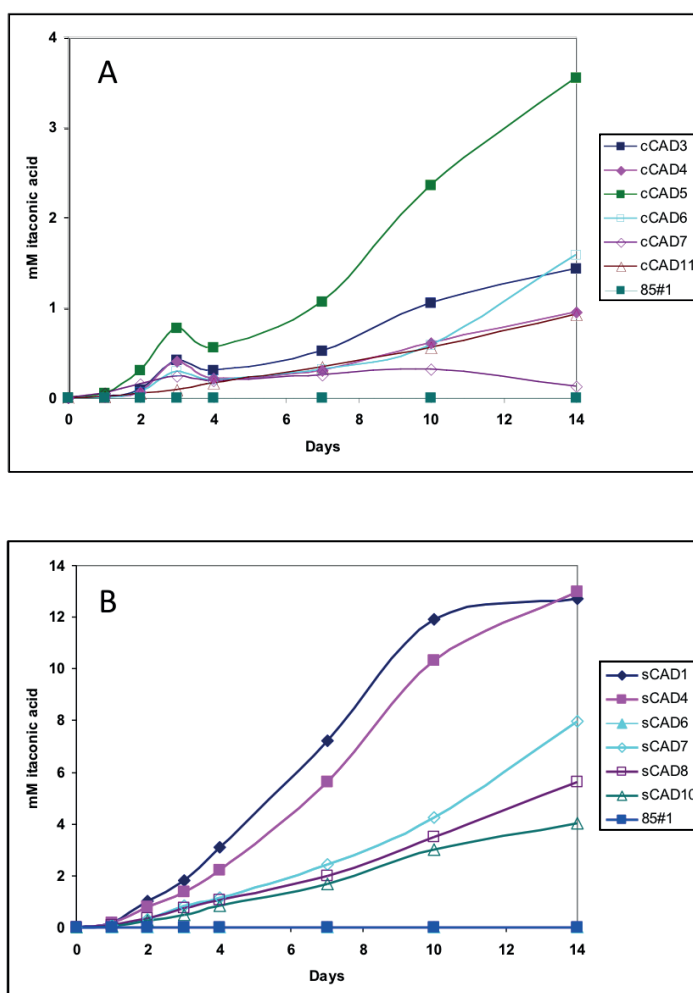 A
4
3
2
1
0
mM itaconic acid
0 2 4 6 8 10 12 14
Days
cCAD3
cCAD4
cCAD5
cCAD6
cCAD7
cCAD11
85#1
B
14
12
10
8
6
4
2
0
mM itaconic acid
0 2 4 6 8 10 12 14
Days
sCAD1
sCAD4
sCAD6
sCAD7
sCAD8
sCAD10
85#1